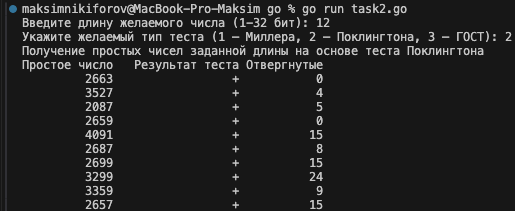 maksimnikiforov@MacBook-Pro-Maksim go % go run task2.go
Введите длину желаемого числа (1-32 бит): 12
Укажите желаемый тип теста (1 – Миллера, 2 – Поклингтона, 3 – ГОСТ): 2
Получение простых чисел заданной длины на основе теста Поклингтона
Простое число Результат теста Отвергнутые
2663 + 0
3527 + 4
2087 + 5
2659 + 0
4091 + 15
2687 + 8
2699 + 15
3299 + 24
3359 + 9
2657 + 15